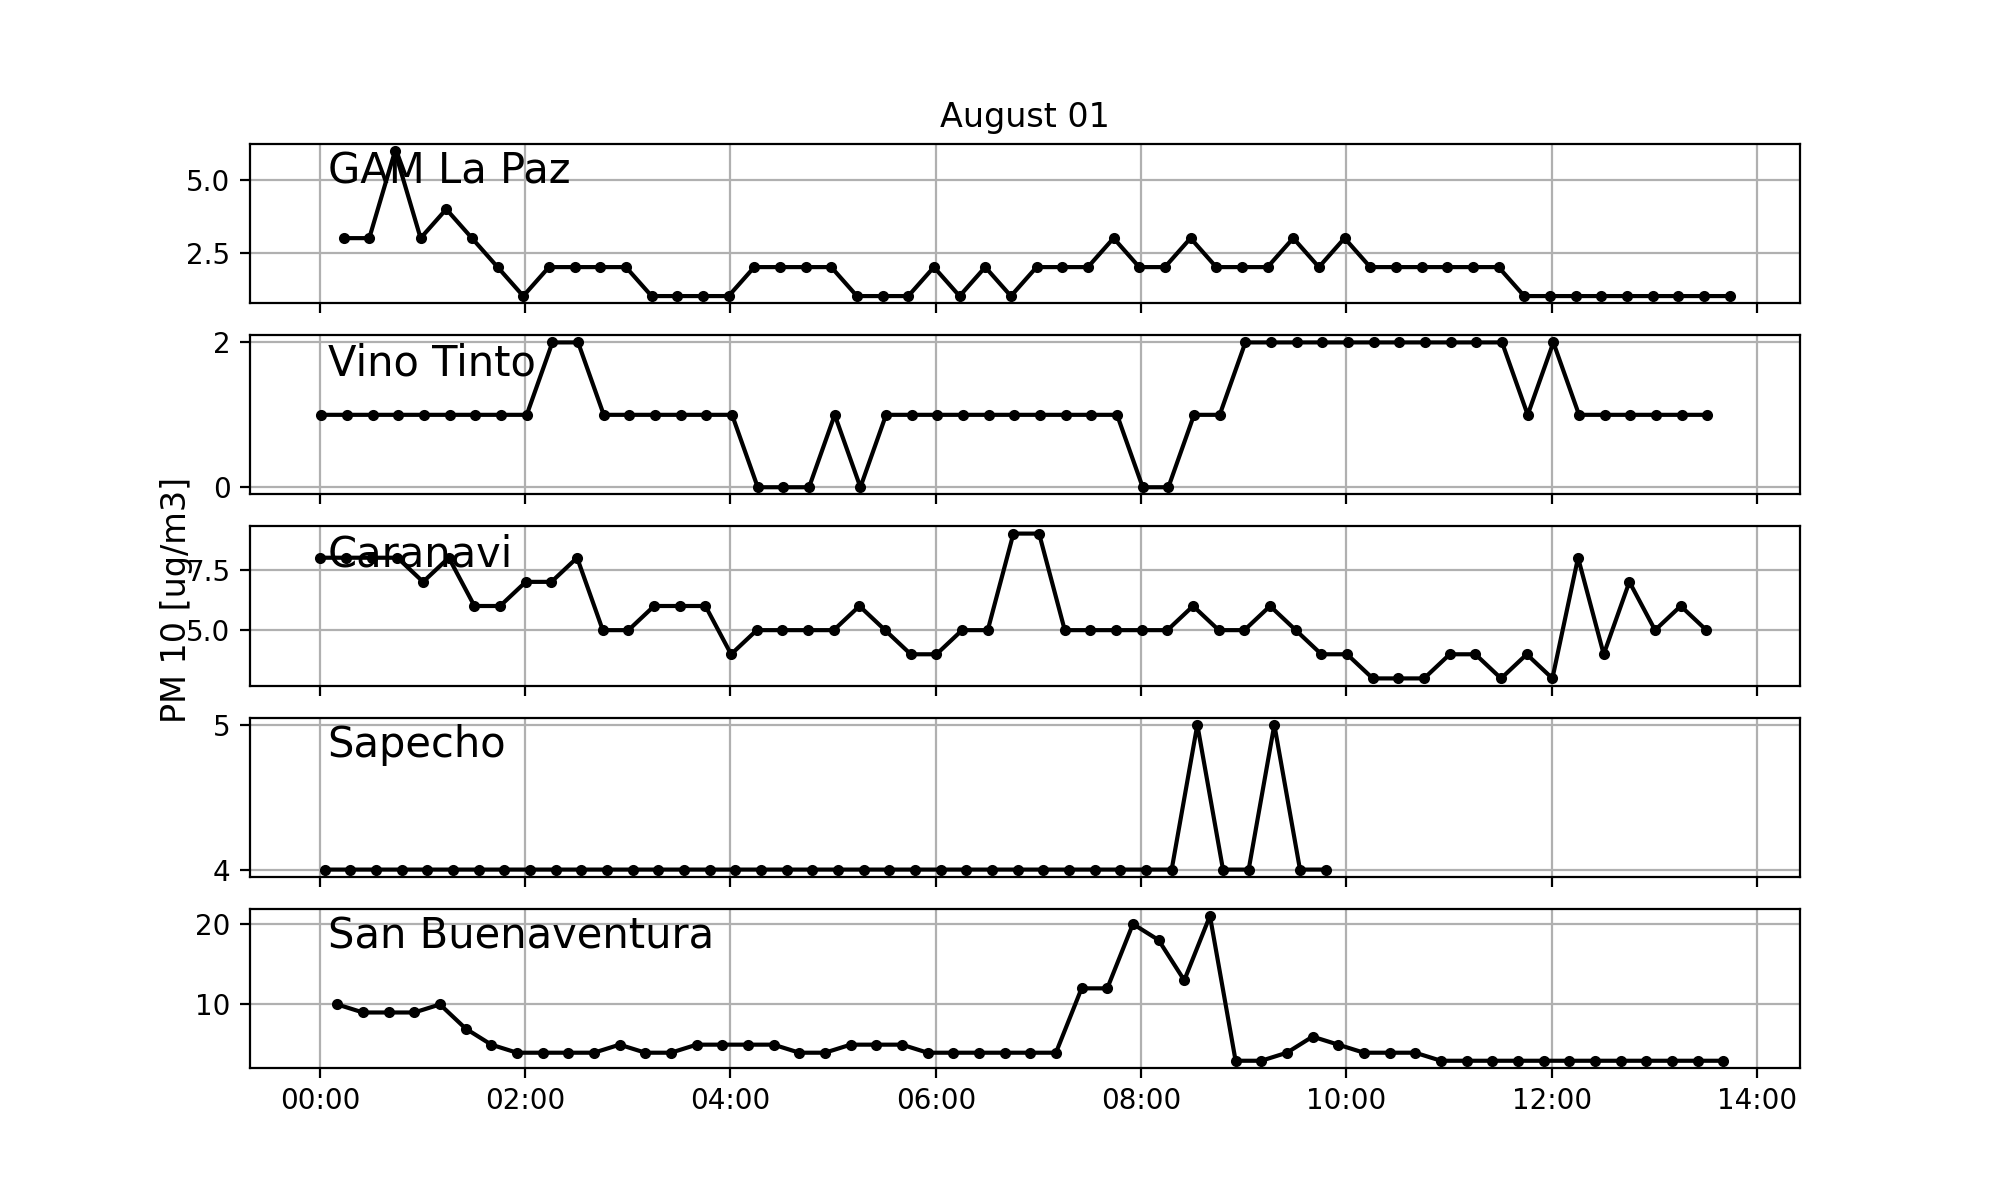 August 01
GAM La Paz
5.0
2.5
Vino Tinto
2
0
PM 10 [ug/m3]
Caranavi
7.5
5.0
Sapecho
5
4
San Buenaventura
20
10
00:00 02:00 04:00 06:00 08:00 10:00 12:00 14:00